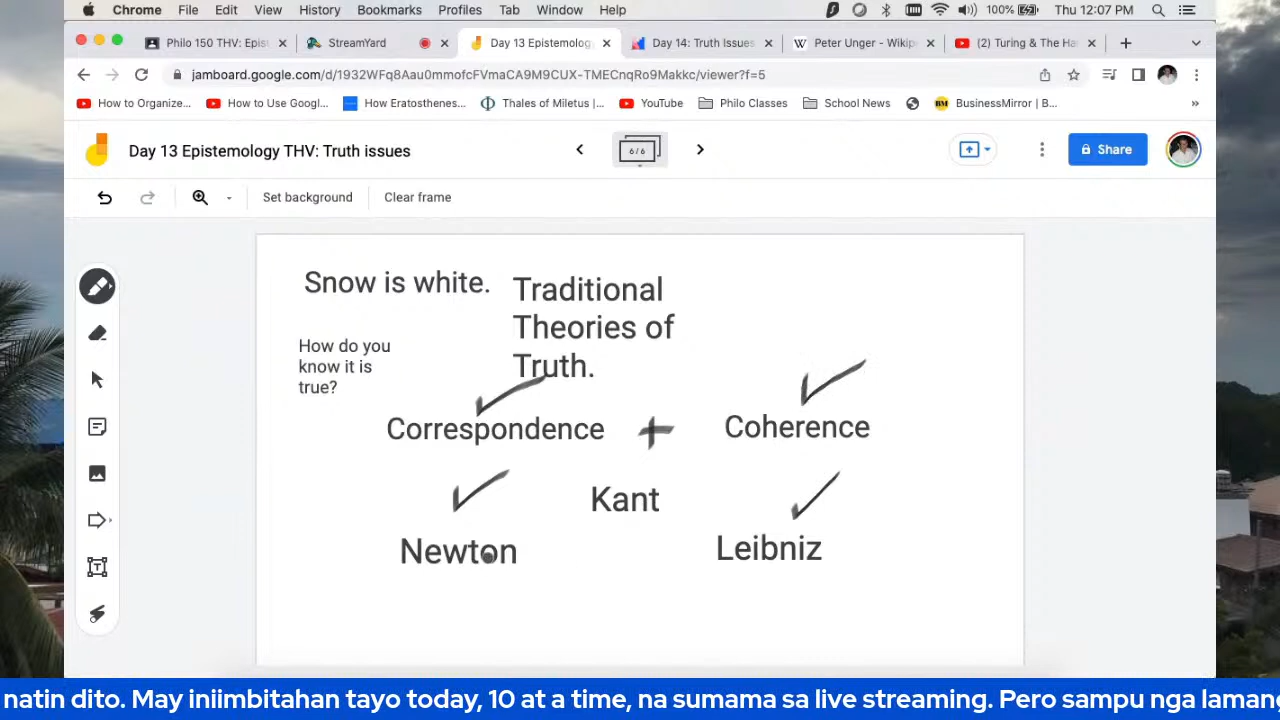 Chrome File Edit View History Bookmarks Profiles Tab Window Help 100% Thu 12:07 PM
Philo 150 THV: Epis StreamYard Day 13 Epistemolog Day 14: Truth Issues Peter Unger - Wikipe (2) Turing & The Ha
jamboard.google.com/d/1932WFq8Aau0mmofcFVmaCA9M9CUX-TMECnqRo9Makkc/viewer?f=5
How to Organize... How to Use Googl... How Eratosthenes... Thales of Miletus |... YouTube Philo Classes School News BM BusinessMirror | B... »
Day 13 Epistemology THV: Truth issues
6 / 6
Share
Set background Clear frame
Snow is white.
Traditional
Theories of
Truth.
How do you
know it is
true?
Correspondence + Coherence
Kant
Newton Leibniz
natin dito. May iniimbitahan tayo today, 10 at a time, na sumama sa live streaming. Pero sampu nga lamang